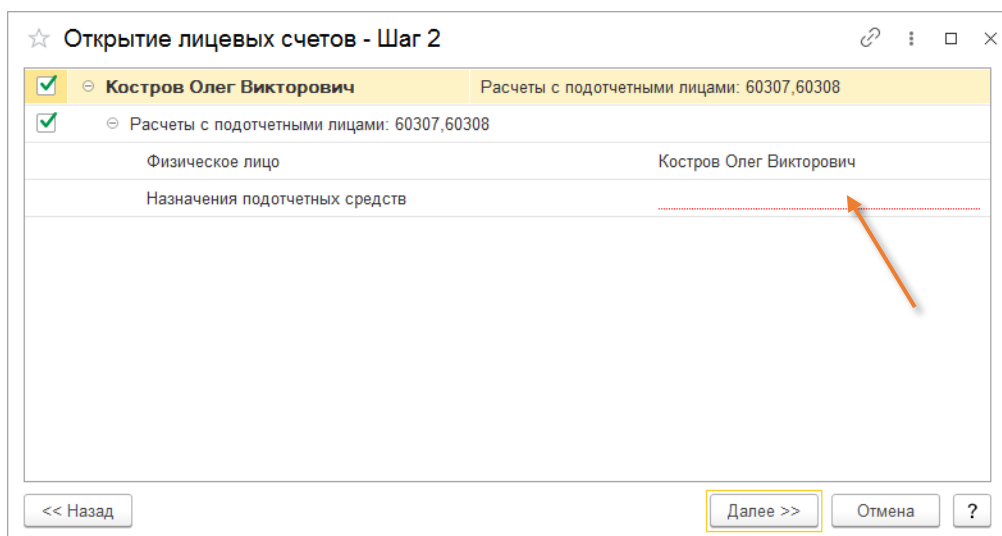 Открытие лицевых счетов - Шаг 2
Костров Олег Викторович Расчеты с подотчетными лицами: 60307,60308
Расчеты с подотчетными лицами: 60307,60308
Физическое лицо Костров Олег Викторович
Назначения подотчетных средств
<< Назад Далее >> Отмена ?